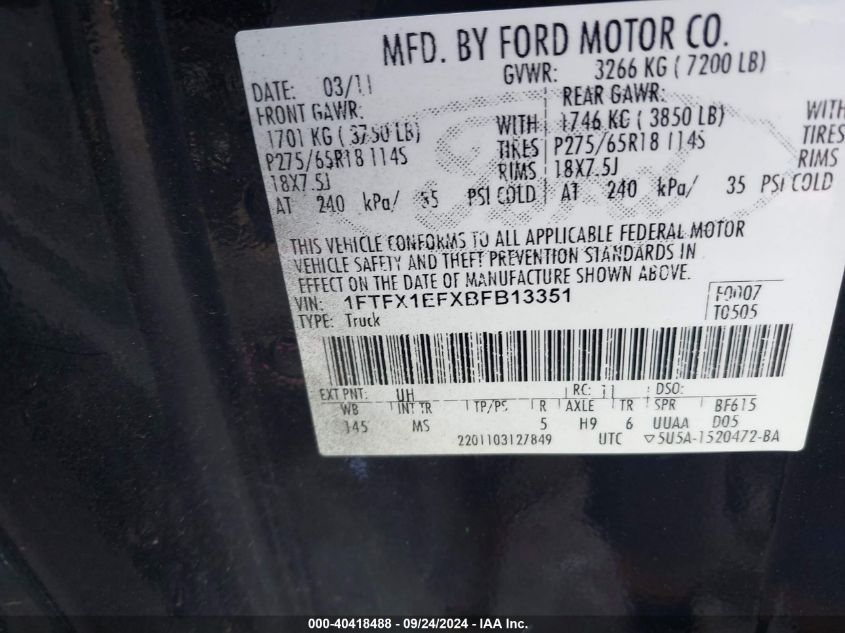 MFD. BY FORD MOTOR CO.
DATE: 03/11 GVWR: 3266 KG ( 7200 LB)
FRONT GAWR: REAR GAWR:
1701 KG ( 3750 LB) WITH 1746 KG ( 3850 LB) WITH
P275/65R18 114S TIRES P275/65R18 114S TIRES
18X7.5J RIMS 18X7.5J RIMS
AT 240 kPa/ 35 PSI COLD AT 240 kPa/ 35 PSI COLD
THIS VEHICLE CONFORMS TO ALL APPLICABLE FEDERAL MOTOR
VEHICLE SAFETY AND THEFT PREVENTION STANDARDS IN
EFFECT ON THE DATE OF MANUFACTURE SHOWN ABOVE.
VIN: 1FTFX1EFXBFB13351 F0007
TYPE: Truck T0505
EXT PNT: UH RC: 11 DSO:
WB INT TR TP/PS R AXLE TR SPR BF615
145 MS 5 H9 6 UUAA D05
2201103127849 UTC ▽5U5A-1520472-BA
000-40418488 - 09/24/2024 - IAA Inc.